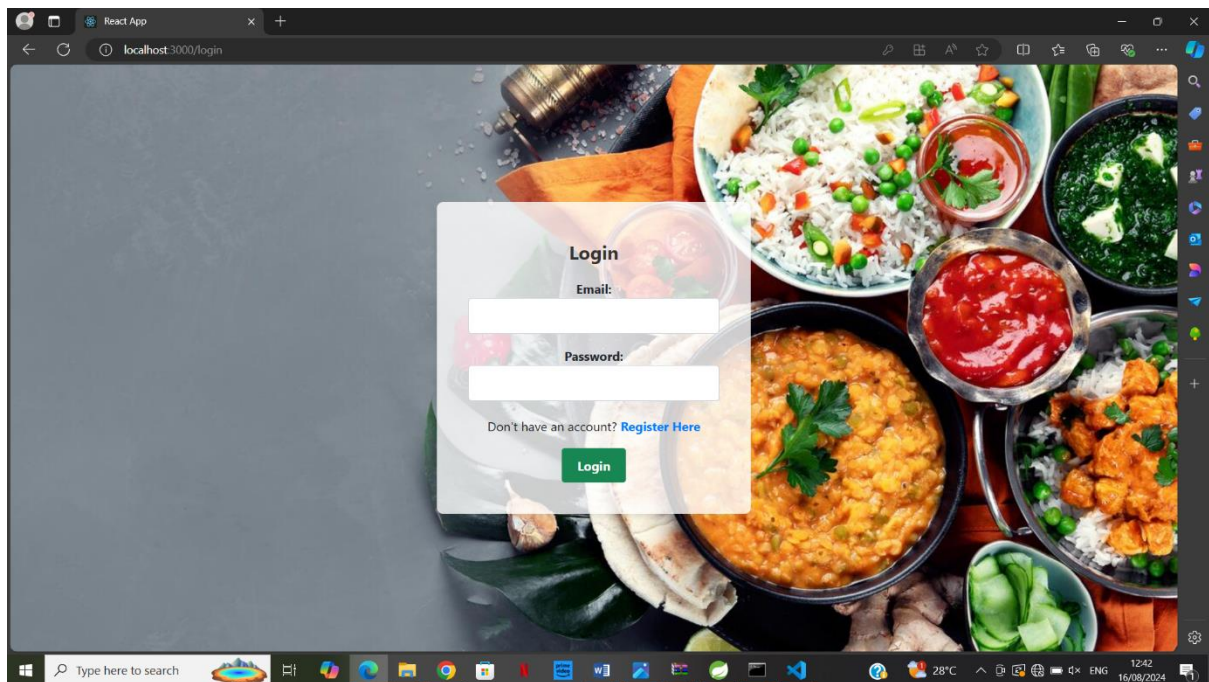 React App
localhost:3000/login
Login
Email:
Password:
Don't have an account? Register Here
Login
Type here to search
28°C
ENG
12:42
16/08/2024